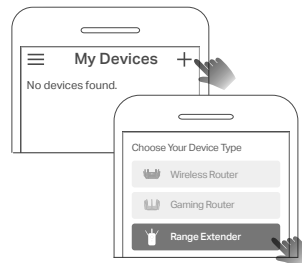 My Devices
No devices found.
Choose Your Device Type
Wireless Router
Gaming Router
Range Extender